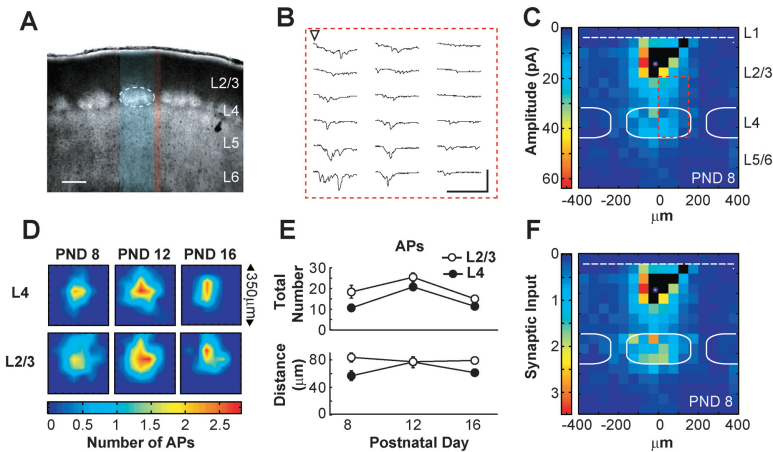 A
L2/3
L4
L5
L6
B
C
Amplitude (pA)
0
20
40
60
L1
L2/3
L4
L5/6
PND 8
-400 -200 0 200 400
µm
D
PND 8 PND 12 PND 16
L4
L2/3
350µm
0 0.5 1 1.5 2 2.5
Number of APs
E
APs
L2/3
L4
Total Number
30
20
10
0
Distance (µm)
80
40
0
8 12 16
Postnatal Day
F
Synaptic Input
0
1
2
3
PND 8
-400 -200 0 200 400
µm